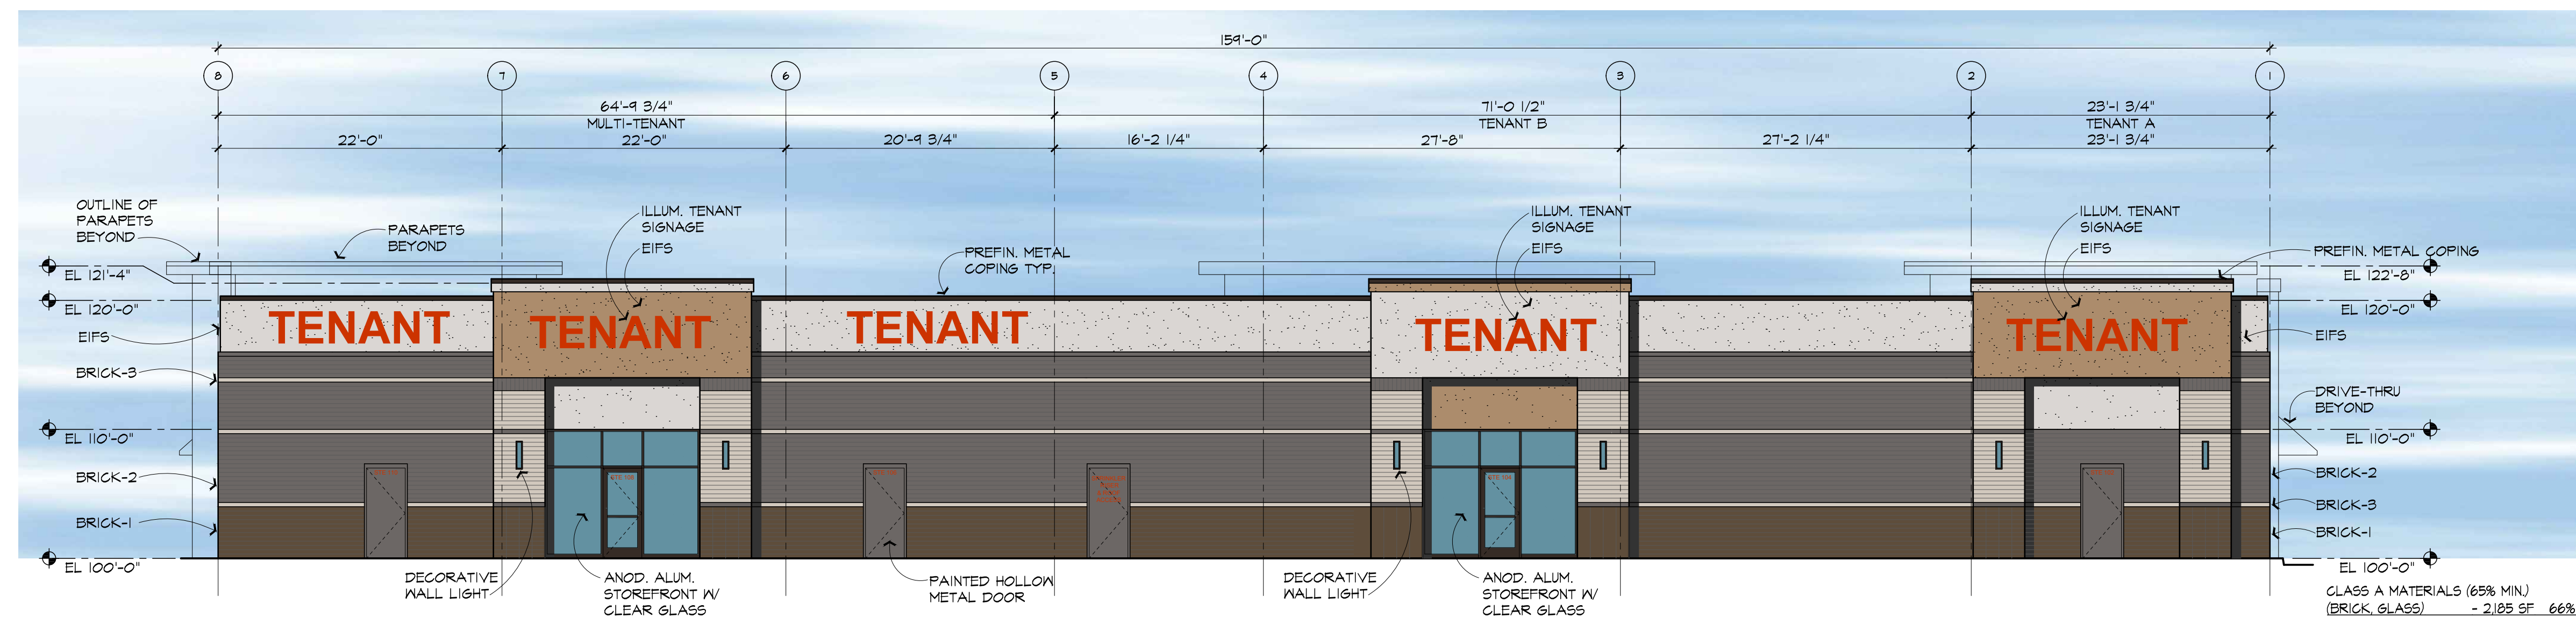 159'-0"
8
7
6
5
4
3
2
1
64'-9 3/4"
MULTI-TENANT
71'-0 1/2"
TENANT B
23'-1 3/4"
TENANT A
22'-0"
22'-0"
20'-9 3/4"
16'-2 1/4"
27'-8"
27'-2 1/4"
23'-1 3/4"
OUTLINE OF
PARAPETS
BEYOND
PARAPETS
BEYOND
ILLUM. TENANT
SIGNAGE
EIFS
PREFIN. METAL
COPING TYP.
ILLUM. TENANT
SIGNAGE
EIFS
ILLUM. TENANT
SIGNAGE
EIFS
PREFIN. METAL COPING
EL 121'-4"
EL 122'-8"
EL 120'-0"
EL 120'-0"
EIFS
EIFS
TENANT
TENANT
TENANT
TENANT
TENANT
BRICK-3
DRIVE-THRU
BEYOND
EL 110'-0"
EL 110'-0"
BRICK-2
BRICK-2
BRICK-3
BRICK-1
BRICK-1
STE 104
EL 100'-0"
EL 100'-0"
DECORATIVE
WALL LIGHT
ANOD. ALUM.
STOREFRONT W/
CLEAR GLASS
PAINTED HOLLOW
METAL DOOR
DECORATIVE
WALL LIGHT
ANOD. ALUM.
STOREFRONT W/
CLEAR GLASS
CLASS A MATERIALS (65% MIN.)
(BRICK, GLASS) - 2,185 SF 66%